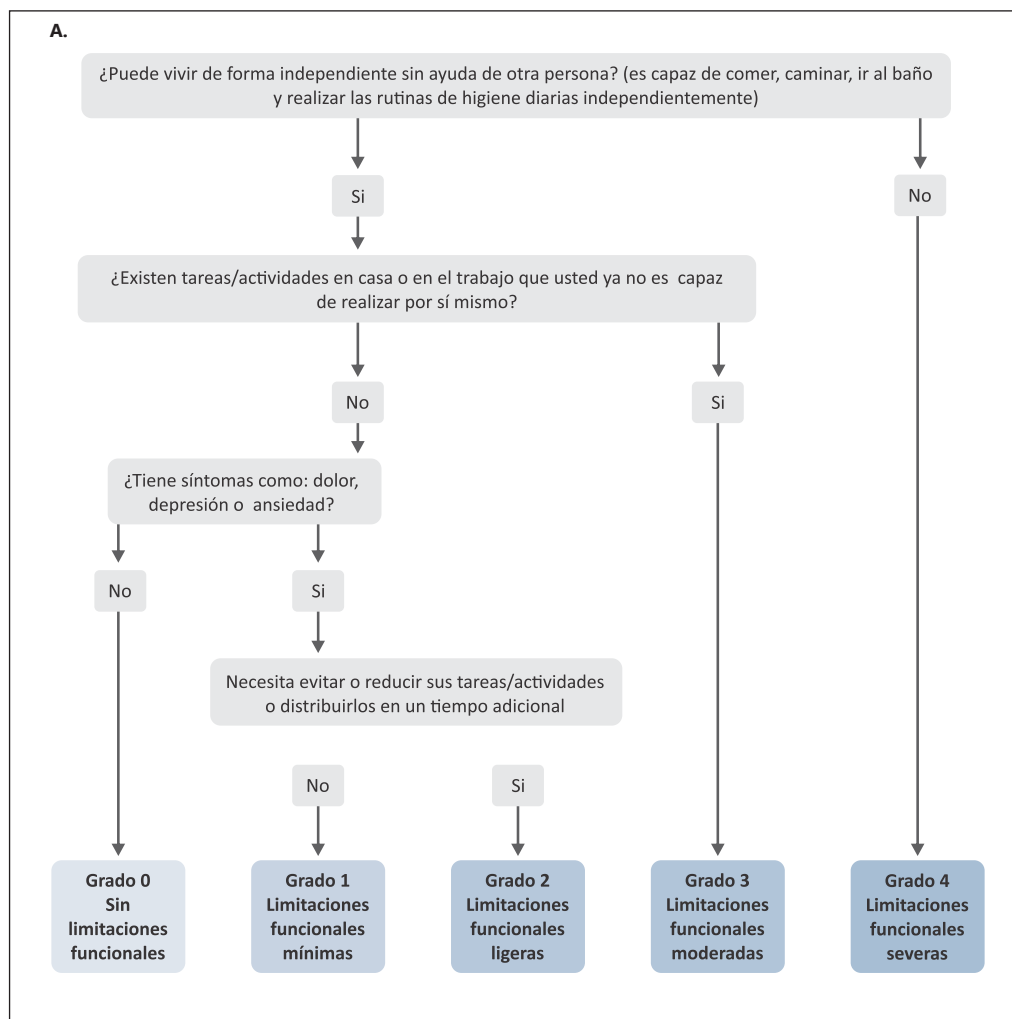 A.
¿Puede vivir de forma independiente sin ayuda de otra persona? (es capaz de comer, caminar, ir al baño
y realizar las rutinas de higiene diarias independientemente)
Si
No
¿Existen tareas/actividades en casa o en el trabajo que usted ya no es capaz
de realizar por sí mismo?
No
Si
¿Tiene síntomas como: dolor,
depresión o ansiedad?
No
Si
Necesita evitar o reducir sus tareas/actividades
o distribuirlos en un tiempo adicional
No
Si
Grado 0
Sin
limitaciones
funcionales
Grado 1
Limitaciones
funcionales
mínimas
Grado 2
Limitaciones
funcionales
ligeras
Grado 3
Limitaciones
funcionales
moderadas
Grado 4
Limitaciones
funcionales
severas